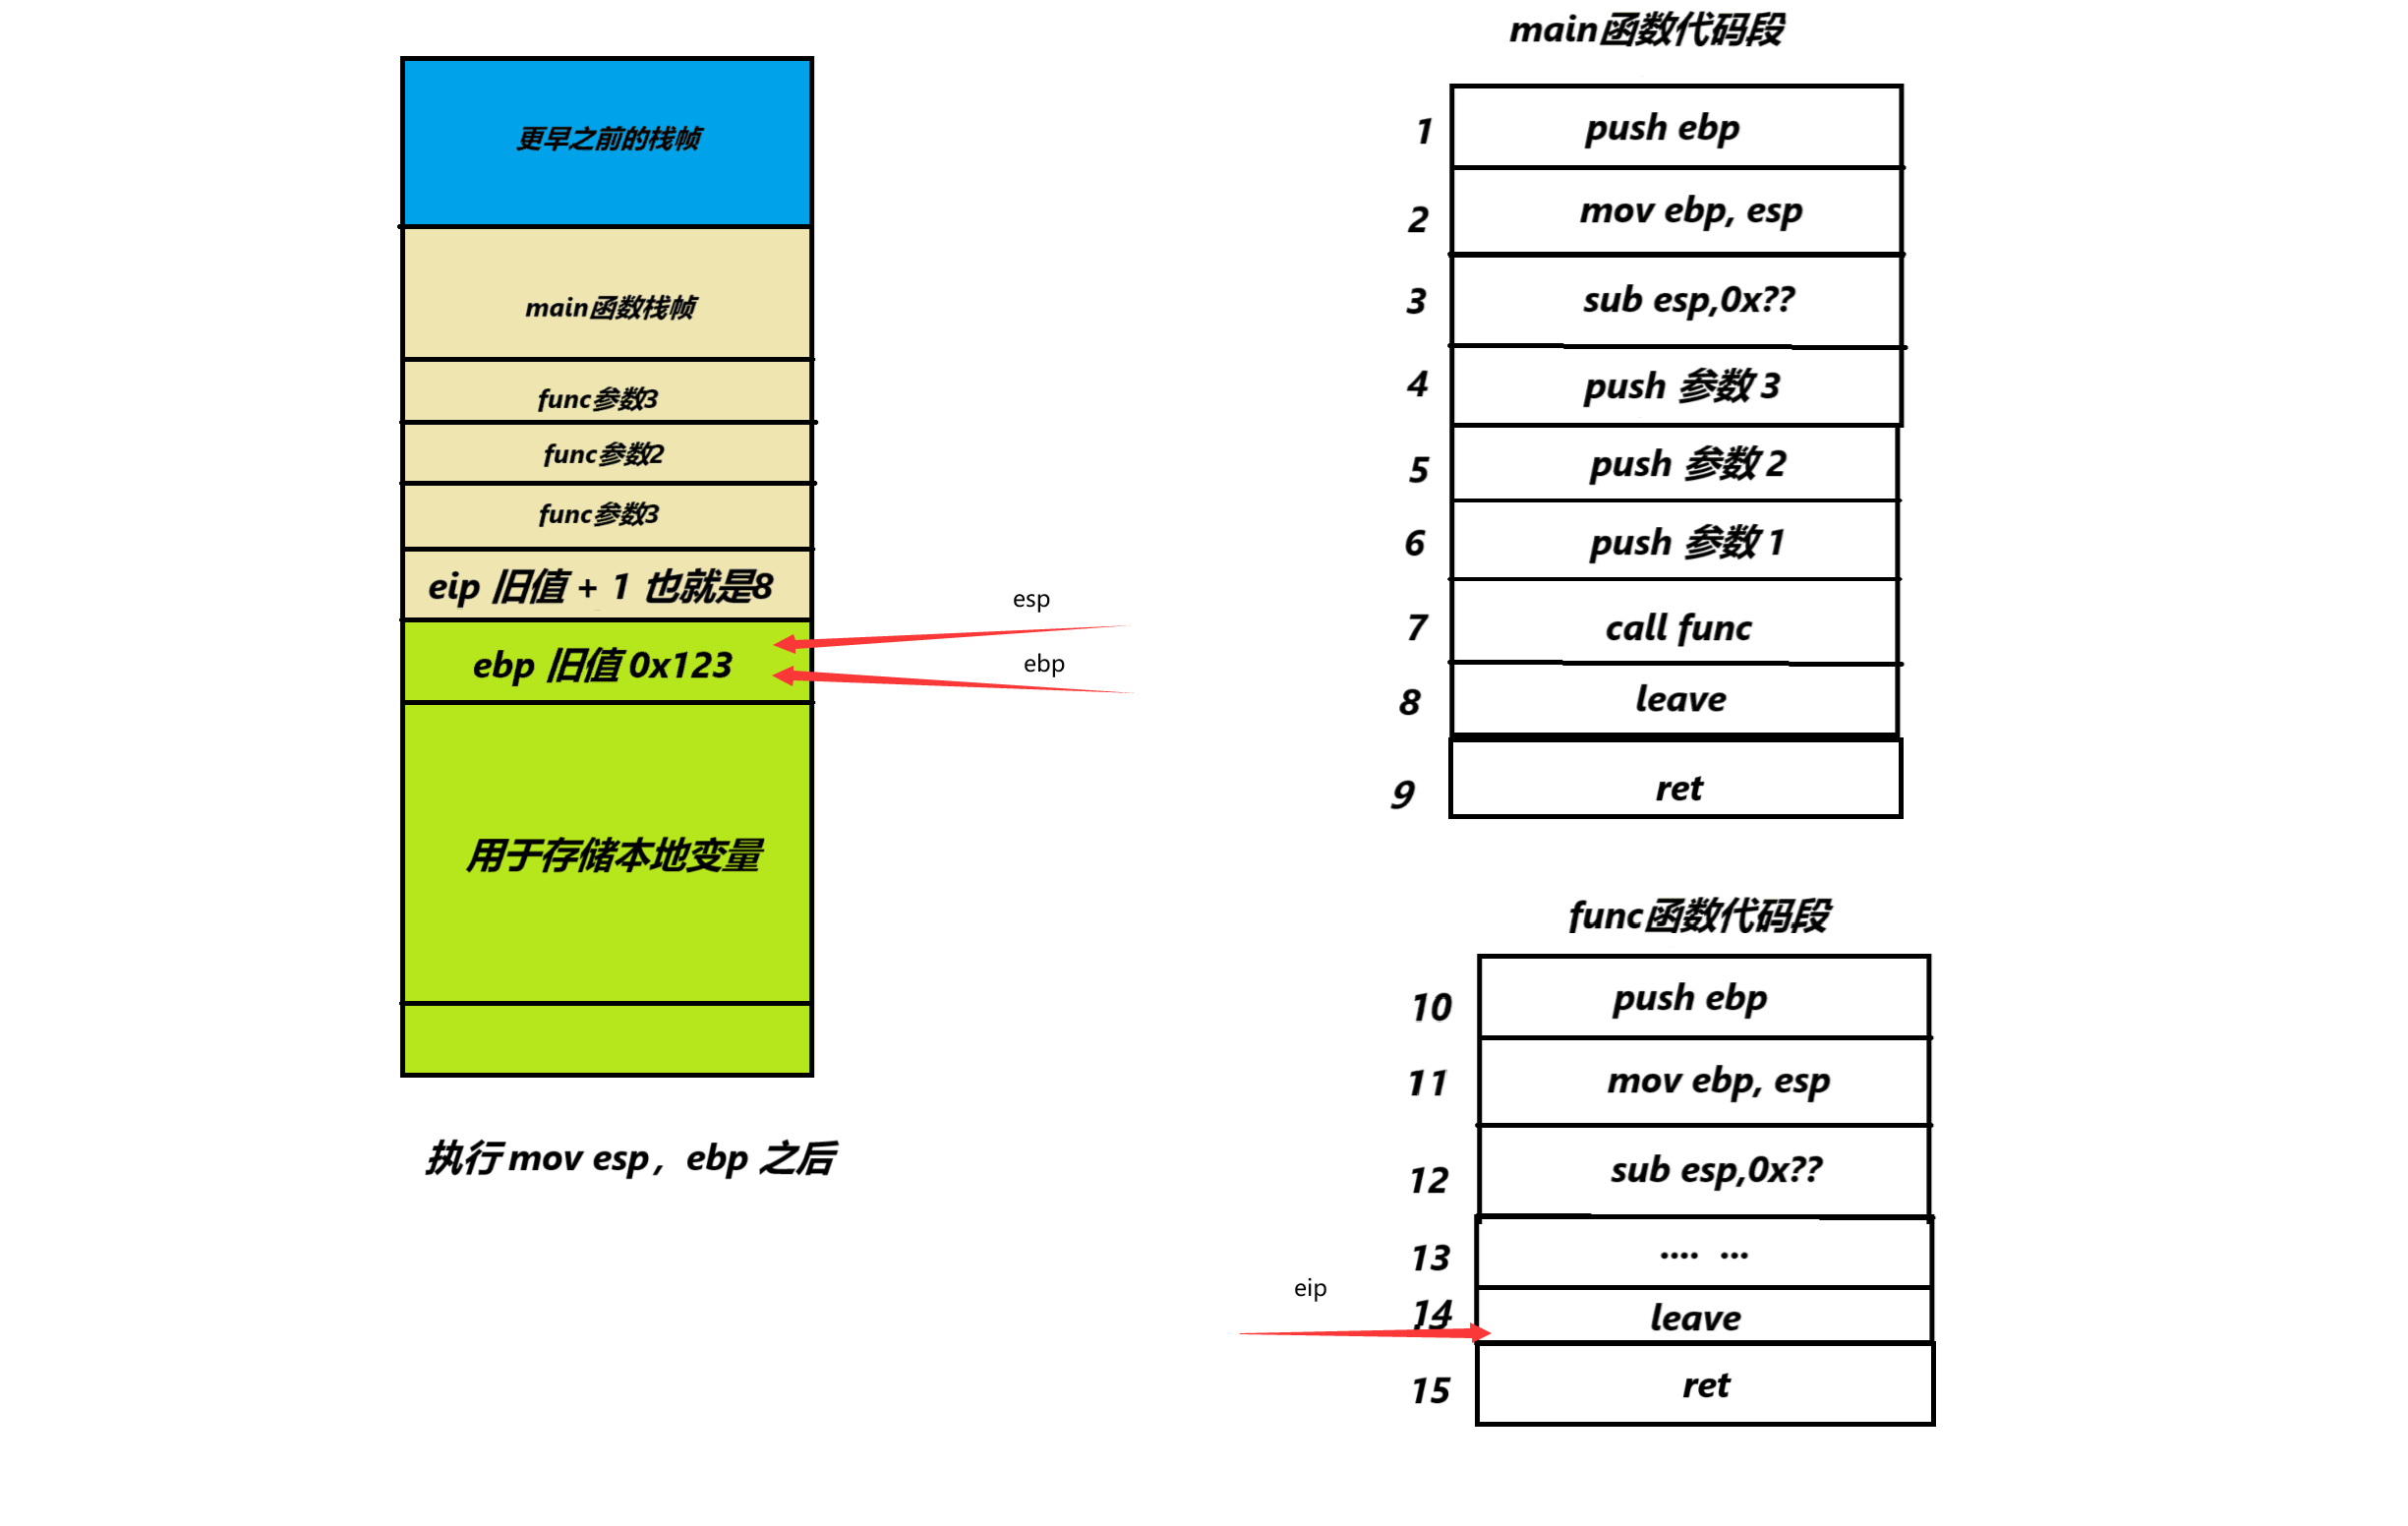 更早之前的栈帧
main函数栈帧
func参数3
func参数2
func参数3
eip 旧值 + 1 也就是8
ebp 旧值 0x123
用于存储本地变量
执行 mov esp，ebp 之后
esp
ebp
main函数代码段
1 push ebp
2 mov ebp, esp
3 sub esp,0x??
4 push 参数 3
5 push 参数 2
6 push 参数 1
7 call func
8 leave
9 ret
func函数代码段
10 push ebp
11 mov ebp, esp
12 sub esp,0x??
13 .... ...
eip
14 leave
15 ret